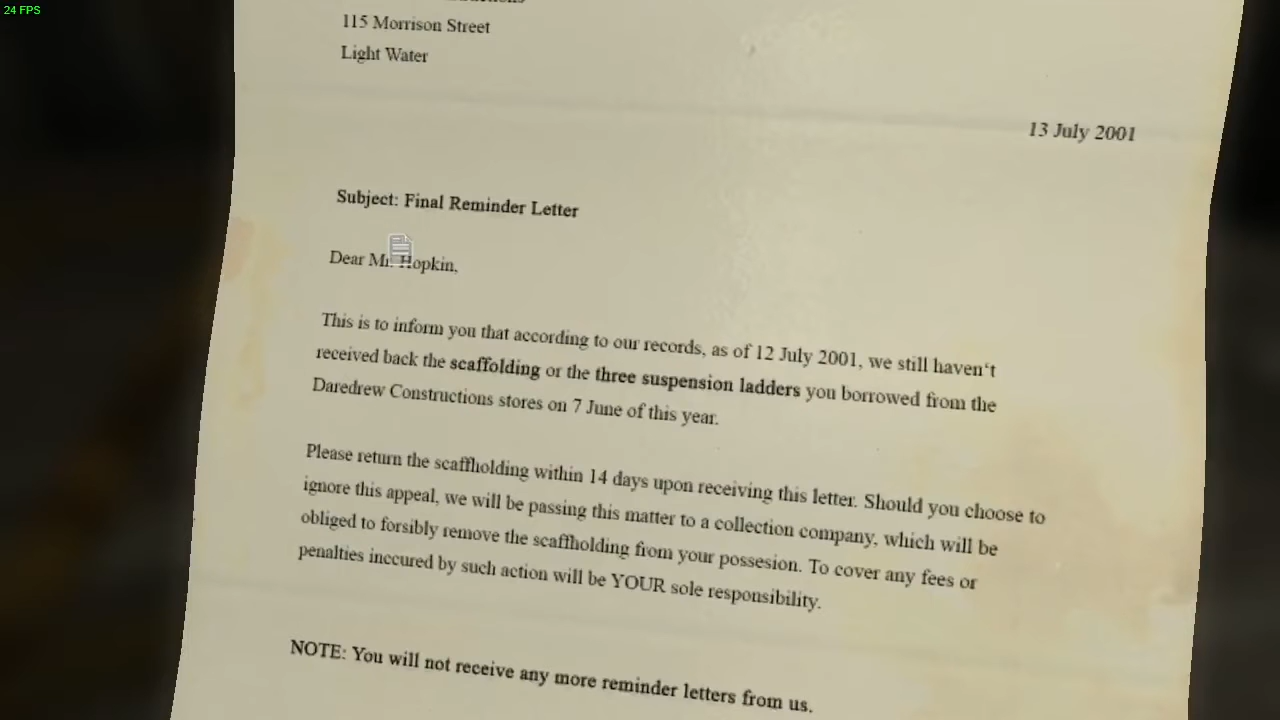 24 FPS
115 Morrison Street
Light Water
13 July 2001
Subject: Final Reminder Letter
Dear Mr. Hopkin,
This is to inform you that according to our records, as of 12 July 2001, we still haven‘t
received back the scaffolding or the three suspension ladders you borrowed from the
Daredrew Constructions stores on 7 June of this year.
Please return the scaffholding within 14 days upon receiving this letter. Should you choose to
ignore this appeal, we will be passing this matter to a collection company, which will be
obliged to forsibly remove the scaffholding from your possesion. To cover any fees or
penalties inccured by such action will be YOUR sole responsibility.
NOTE: You will not receive any more reminder letters from us.